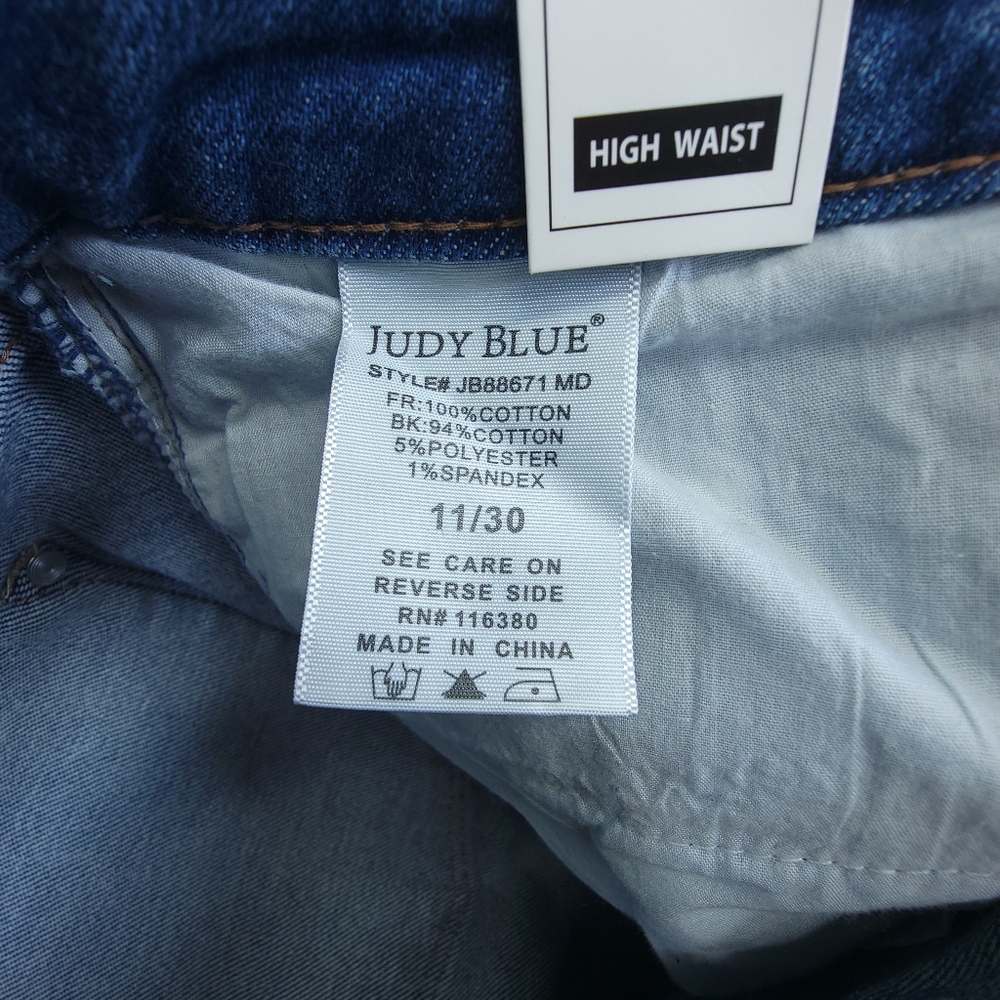 HIGH WAIST
JUDY BLUE®
STYLE# JB88671 MD
FR:100%COTTON
BK:94%COTTON
5%POLYESTER
1%SPANDEX
11/30
SEE CARE ON
REVERSE SIDE
RN# 116380
MADE IN CHINA